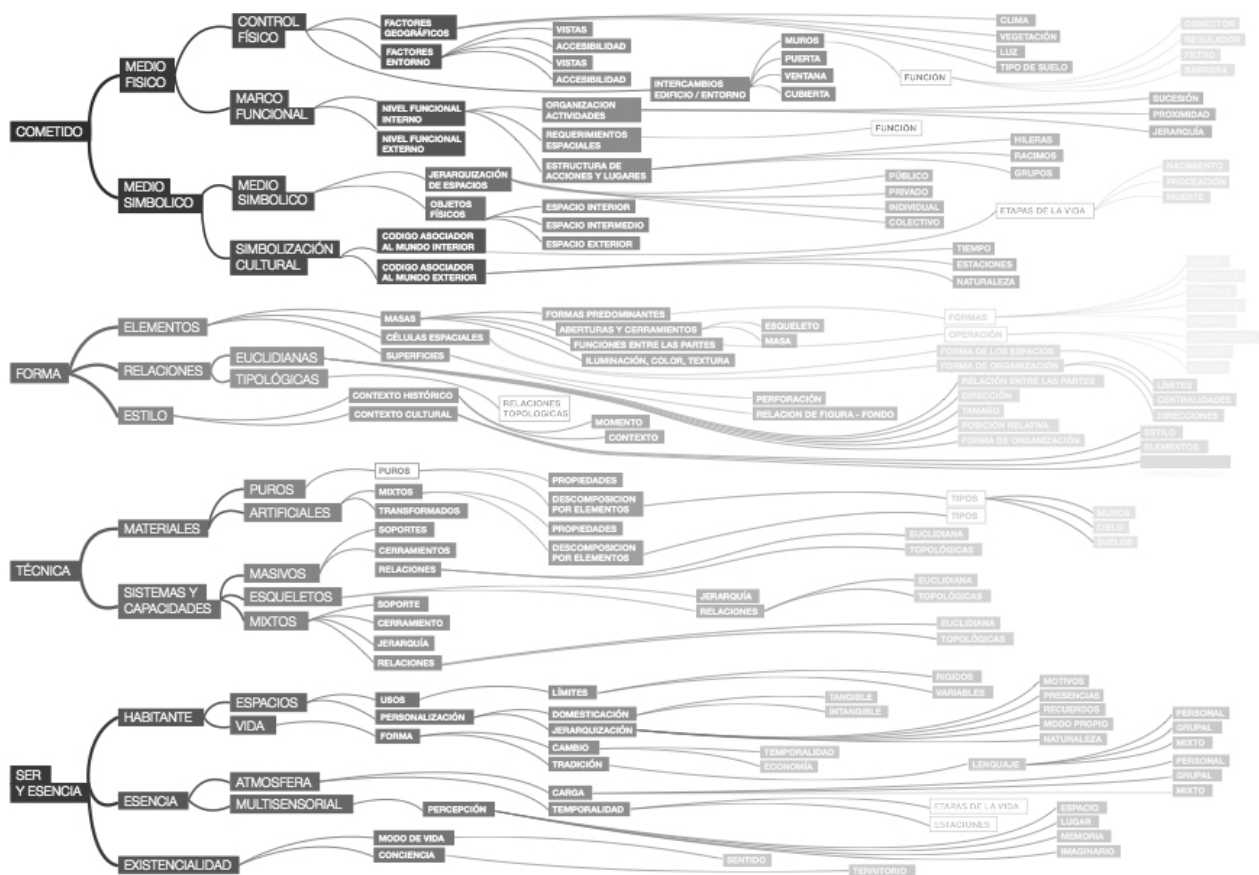 COMETIDO
MEDIO
FISICO
CONTROL
FÍSICO
FACTORES
GEOGRÁFICOS
CLIMA
VEGETACIÓN
LUZ
TIPO DE SUELO
FACTORES
ENTORNO
VISTAS
ACCESIBILIDAD
VISTAS
ACCESIBILIDAD
INTERCAMBIOS
EDIFICIO / ENTORNO
MUROS
PUERTA
VENTANA
CUBIERTA
FUNCIÓN
CONECTOR
REGULADOR
FILTRO
BARRERA
MARCO
FUNCIONAL
NIVEL FUNCIONAL
INTERNO
ORGANIZACION
ACTIVIDADES
SUCESIÓN
PROXIMIDAD
JERARQUÍA
REQUERIMIENTOS
ESPACIALES
FUNCIÓN
ESTRUCTURA DE
ACCIONES Y LUGARES
HILERAS
RACIMOS
GRUPOS
NIVEL FUNCIONAL
EXTERNO
MEDIO
SIMBOLICO
MEDIO
SIMBOLICO
JERARQUIZACIÓN
DE ESPACIOS
PÚBLICO
PRIVADO
INDIVIDUAL
COLECTIVO
OBJETOS
FÍSICOS
ESPACIO INTERIOR
ESPACIO INTERMEDIO
ESPACIO EXTERIOR
SIMBOLIZACIÓN
CULTURAL
CODIGO ASOCIADOR
AL MUNDO INTERIOR
ETAPAS DE LA VIDA
NACIMIENTO
PROCEACIÓN
MUERTE
CODIGO ASOCIADOR
AL MUNDO EXTERIOR
TIEMPO
ESTACIONES
NATURALEZA
FORMA
ELEMENTOS
MASAS
FORMAS PREDOMINANTES
FORMAS
ABERTURAS Y CERRAMIENTOS
ESQUELETO
MASA
FUNCIONES ENTRE LAS PARTES
OPERACIÓN
ILUMINACIÓN, COLOR, TEXTURA
CÉLULAS ESPACIALES
FORMA DE LOS ESPACIOS
FORMA DE ORGANIZACIÓN
LÍMITES
CENTRALIDADES
DIRECCIONES
SUPERFICIES
PERFORACIÓN
RELACION DE FIGURA - FONDO
RELACIONES
EUCLIDIANAS
RELACIÓN ENTRE LAS PARTES
DIRECCIÓN
TAMAÑO
POSICIÓN RELATIVA
FORMA DE ORGANIZACIÓN
TIPOLÓGICAS
RELACIONES
TOPOLOGICAS
ESTILO
CONTEXTO HISTÓRICO
MOMENTO
CONTEXTO
CONTEXTO CULTURAL
ESTILO
ELEMENTOS
TÉCNICA
MATERIALES
PUROS
PUROS
PROPIEDADES
DESCOMPOSICION
POR ELEMENTOS
TIPOS
MUROS
CIELO
SUELOS
ARTIFICIALES
MIXTOS
PROPIEDADES
DESCOMPOSICION
POR ELEMENTOS
TIPOS
TRANSFORMADOS
SISTEMAS Y
CAPACIDADES
MASIVOS
SOPORTES
CERRAMIENTOS
RELACIONES
EUCLIDIANA
TOPOLÓGICAS
ESQUELETOS
JERARQUÍA
RELACIONES
EUCLIDIANA
TOPOLÓGICAS
MIXTOS
SOPORTE
CERRAMIENTO
JERARQUÍA
RELACIONES
EUCLIDIANA
TOPOLÓGICAS
SER
Y ESENCIA
HABITANTE
ESPACIOS
USOS
LÍMITES
RIGIDOS
VARIABLES
PERSONALIZACIÓN
DOMESTICACIÓN
TANGIBLE
INTANGIBLE
JERARQUIZACIÓN
MOTIVOS
PRESENCIAS
RECUERDOS
MODO PROPIO
NATURALEZA
VIDA
FORMA
CAMBIO
TEMPORALIDAD
ECONOMÍA
TRADICIÓN
LENGUAJE
PERSONAL
GRUPAL
MIXTO
ESENCIA
ATMOSFERA
CARGA
PERSONAL
GRUPAL
MIXTO
TEMPORALIDAD
ETAPAS DE LA VIDA
ESTACIONES
MULTISENSORIAL
PERCEPCIÓN
ESPACIO
LUGAR
MEMORIA
IMAGINARIO
EXISTENCIALIDAD
MODO DE VIDA
CONCIENCIA
SENTIDO
TERRITORIO